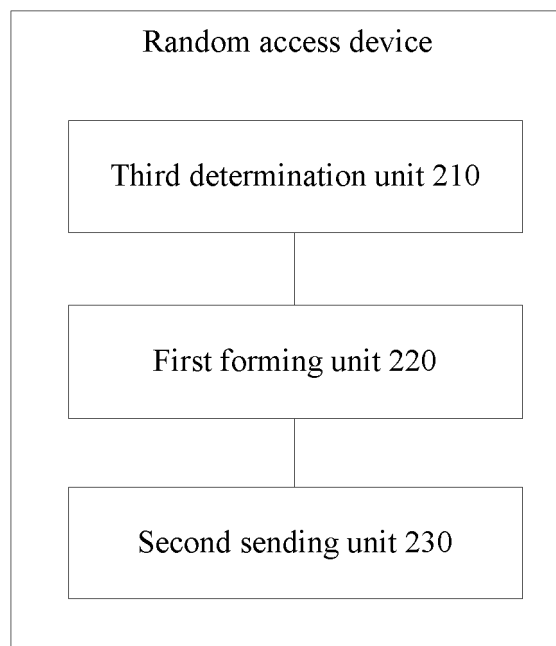 Random access device
Third determination unit 210
First forming unit 220
Second sending unit 230